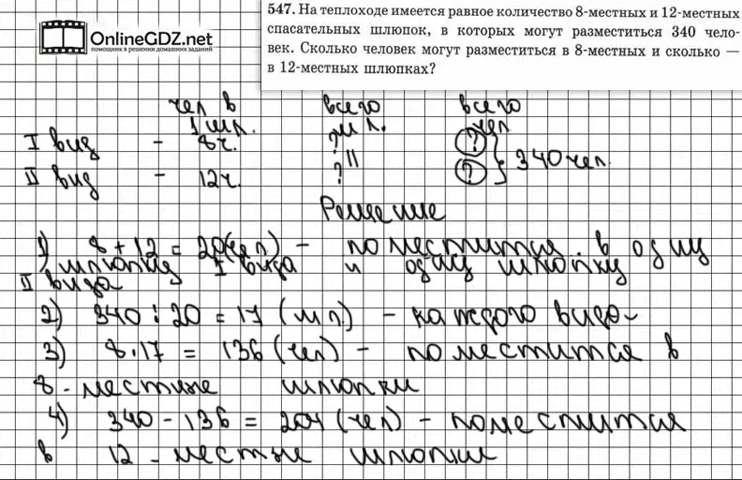 OnlineGDZ.net
помощник в решении домашних заданий
547. На теплоходе имеется равное количество 8-местных и 12-местных
спасательных шлюпок, в которых могут разместиться 340 чело-
век. Сколько человек могут разместиться в 8-местных и сколько —
в 12-местных шлюпках?
чел в всего всего
1 шл. шл. чел
I вид - 8ч. ? ? } 340 чел.
II вид - 12ч. ? ?
Решение
1) 8 + 12 = 20 (чел) - поместится в одну
шлюпку I вида и одну шлюпку
II вида
2) 340 : 20 = 17 (шл) - каждого вида
3) 8 · 17 = 136 (чел) - поместится в
8 - местные шлюпки
4) 340 - 136 = 204 (чел) - поместится
в 12 - местные шлюпки